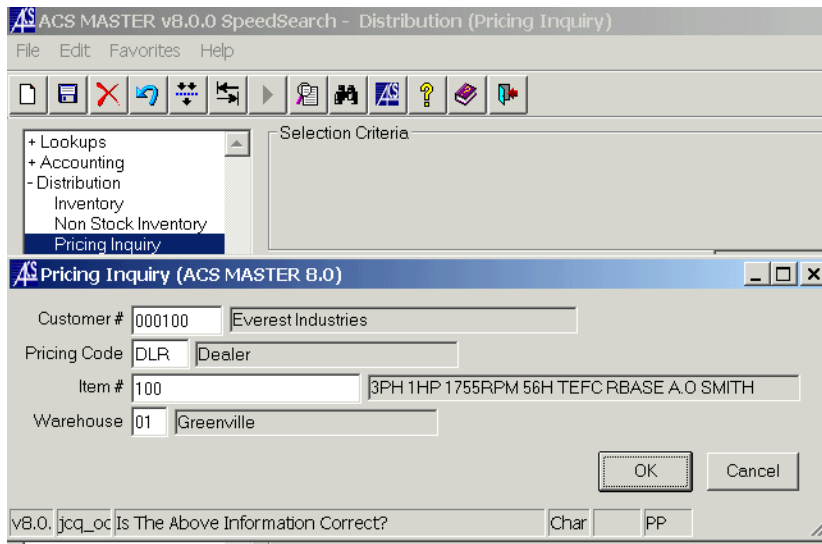 ACS MASTER v8.0.0 SpeedSearch - Distribution (Pricing Inquiry)
File Edit Favorites Help
+ Lookups
+ Accounting
- Distribution
Inventory
Non Stock Inventory
Pricing Inquiry
Selection Criteria
Pricing Inquiry (ACS MASTER 8.0)
Customer # 000100 Everest Industries
Pricing Code DLR Dealer
Item # 100 3PH 1HP 1755RPM 56H TEFC RBASE A.O SMITH
Warehouse 01 Greenville
OK Cancel
v8.0. jcq_oc Is The Above Information Correct? Char PP